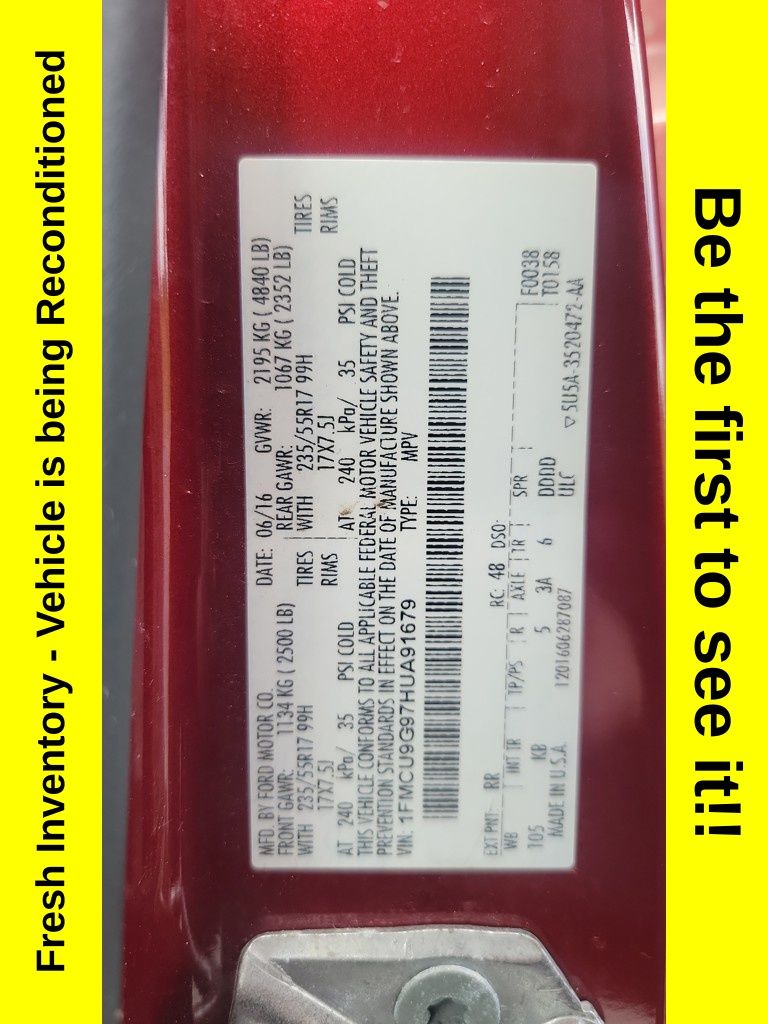 Fresh Inventory - Vehicle is being Reconditioned
MFD. BY FORD MOTOR CO. DATE: 06/16 GVWR: 2195 KG ( 4840 LB)
FRONT GAWR: 1134 KG ( 2500 LB) REAR GAWR: 1067 KG ( 2352 LB)
WITH 235/55R17 99H TIRES WITH 235/55R17 99H TIRES
17X7.5J RIMS 17X7.5J RIMS
AT 240 kPa/ 35 PSI COLD AT 240 kPa/ 35 PSI COLD
THIS VEHICLE CONFORMS TO ALL APPLICABLE FEDERAL MOTOR VEHICLE SAFETY AND THEFT
PREVENTION STANDARDS IN EFFECT ON THE DATE OF MANUFACTURE SHOWN ABOVE.
VIN: 1FMCU9G97HUA91679 TYPE: MPV
EXT PNT: RR RC: 48 DSO:
WB INT TR TP/PS R AXLE TR SPR F0038
105 KB 5 3A 6 DDDD T0158
MADE IN U.S.A. 1201606287087 ULC ▽5U5A-3520472-AA
Be the first to see it!!